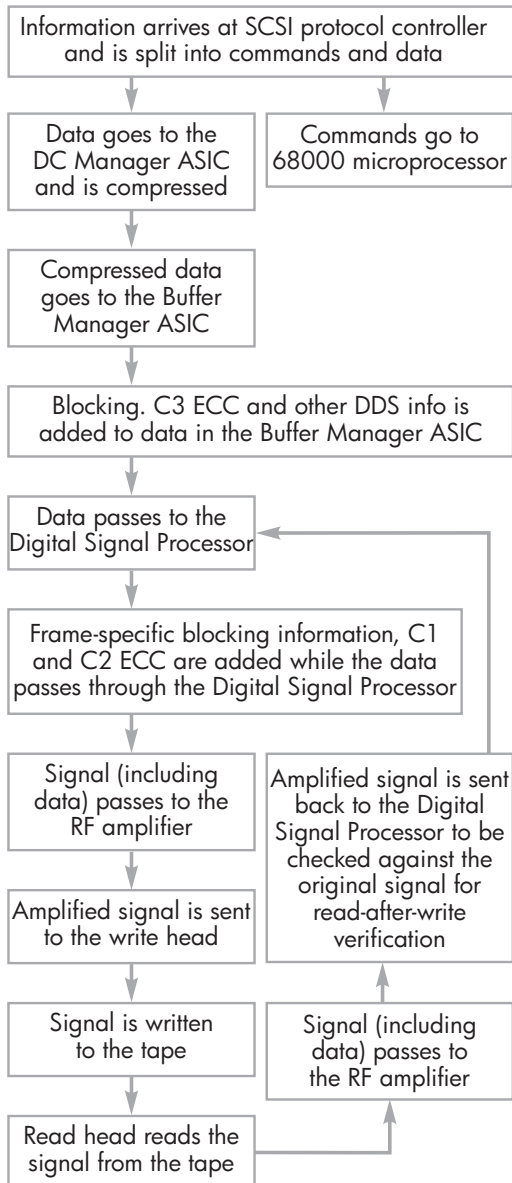 Information arrives at SCSI protocol controller
and is split into commands and data
Data goes to the
DC Manager ASIC
and is compressed
Commands go to
68000 microprocessor
Compressed data
goes to the Buffer
Manager ASIC
Blocking. C3 ECC and other DDS info is
added to data in the Buffer Manager ASIC
Data passes to the
Digital Signal Processor
Frame-specific blocking information, C1
and C2 ECC are added while the data
passes through the Digital Signal Processor
Signal (including
data) passes to the
RF amplifier
Amplified signal is sent
to the write head
Signal is written
to the tape
Read head reads the
signal from the tape
Signal (including
data) passes to
the RF amplifier
Amplified signal is sent
back to the Digital
Signal Processor to be
checked against the
original signal for
read-after-write
verification